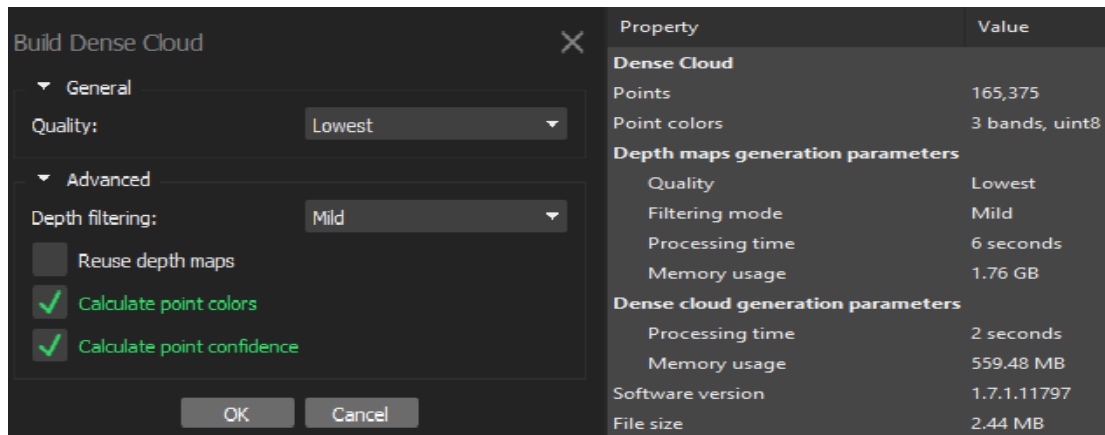 Build Dense Cloud
General
Quality: Lowest
Advanced
Depth filtering: Mild
Reuse depth maps
Calculate point colors
Calculate point confidence
OK Cancel
Property Value
Dense Cloud
Points 165,375
Point colors 3 bands, uint8
Depth maps generation parameters
Quality Lowest
Filtering mode Mild
Processing time 6 seconds
Memory usage 1.76 GB
Dense cloud generation parameters
Processing time 2 seconds
Memory usage 559.48 MB
Software version 1.7.1.11797
File size 2.44 MB